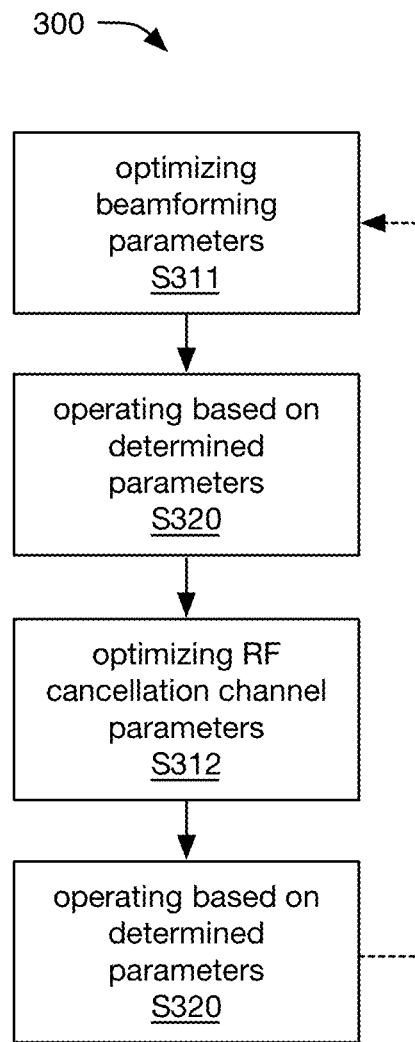 300
optimizing
beamforming
parameters
S311
operating based on
determined
parameters
S320
optimizing RF
cancellation channel
parameters
S312
operating based on
determined
parameters
S320